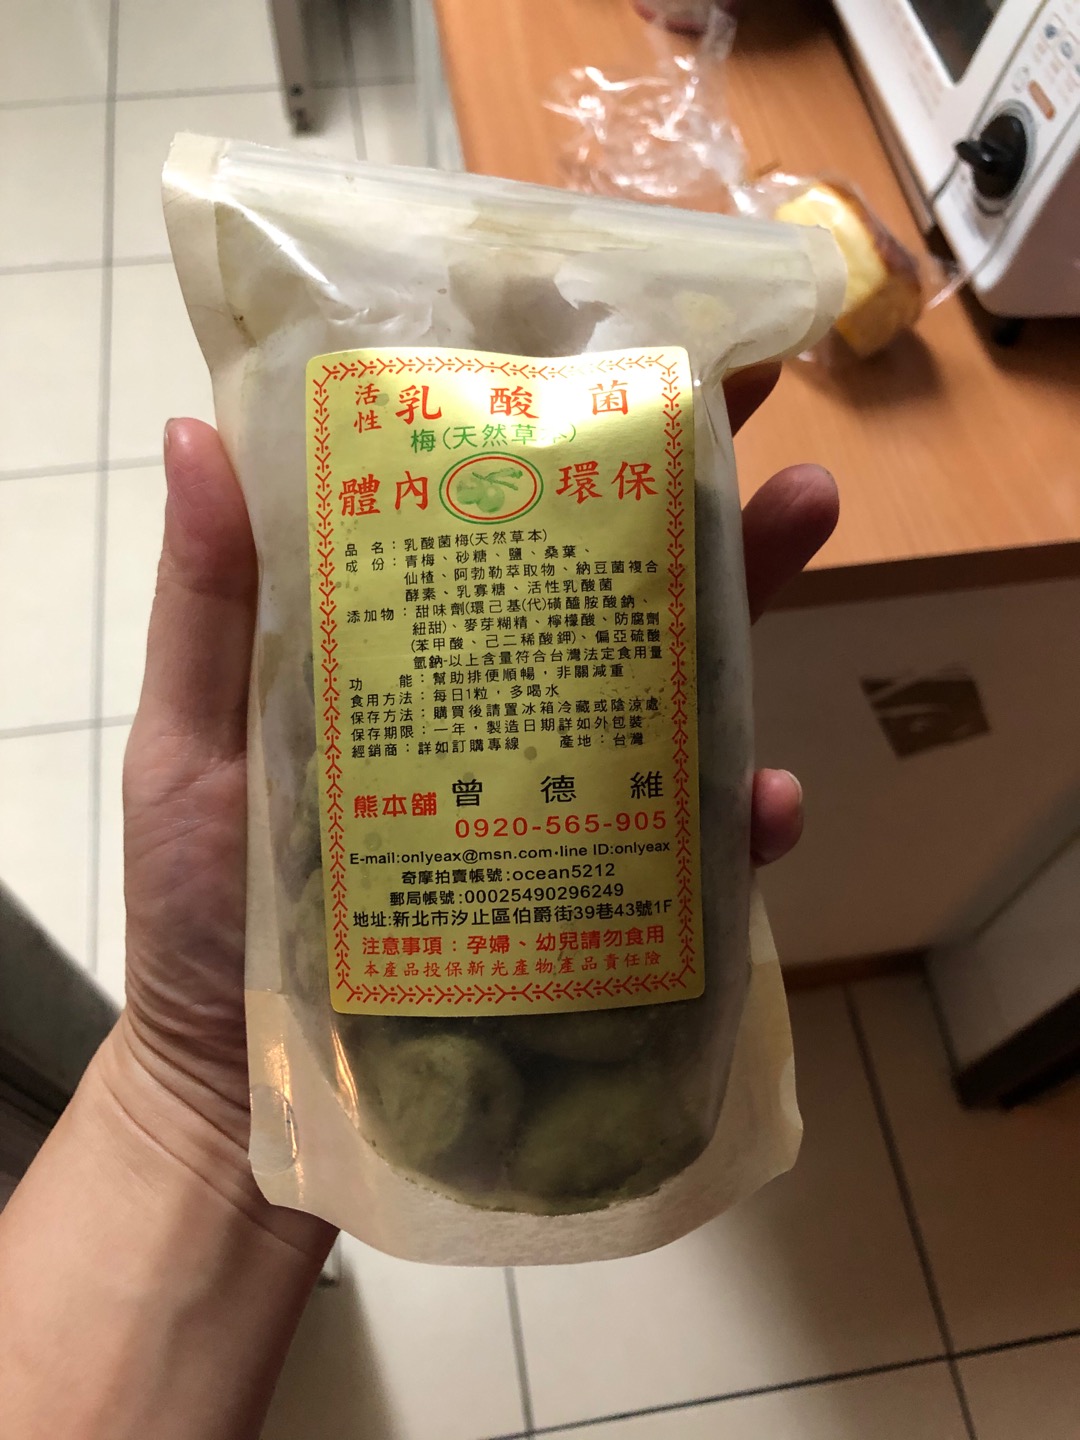 活性 乳酸菌
梅(天然草本)
體內 環保
品名：乳酸菌梅(天然草本)
成份：青梅、砂糖、鹽、桑葉、
仙楂、阿勃勒萃取物、納豆菌複合
酵素、乳寡糖、活性乳酸菌
添加物：甜味劑(環己基(代)磺醯胺酸鈉、
紐甜)、麥芽糊精、檸檬酸、防腐劑
(苯甲酸、己二稀酸鉀)、偏亞硫酸
氫鈉-以上含量符合台灣法定食用量
功能：幫助排便順暢，非關減重
食用方法：每日1粒，多喝水
保存方法：購買後請置冰箱冷藏或陰涼處
保存期限：一年，製造日期詳如外包裝
經銷商：詳如訂購專線 產地：台灣
熊本舖 曾德維
0920-565-905
E-mail:onlyeax@msn.com·line ID:onlyeax
奇摩拍賣帳號:ocean5212
郵局帳號:00025490296249
地址:新北市汐止區伯爵街39巷43號1F
注意事項：孕婦、幼兒請勿食用
本產品投保新光產物產品責任險